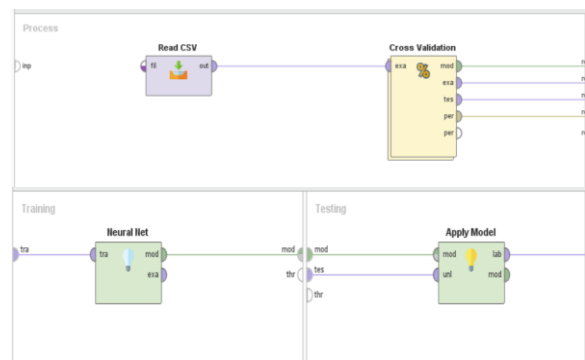 Process
Read CSV
Cross Validation
inp
fil
out
exa
mod
exa
tes
per
per
Training
Testing
Neural Net
Apply Model
tra
tra
mod
exa
mod
thr
mod
tes
thr
mod
unl
lab
mod